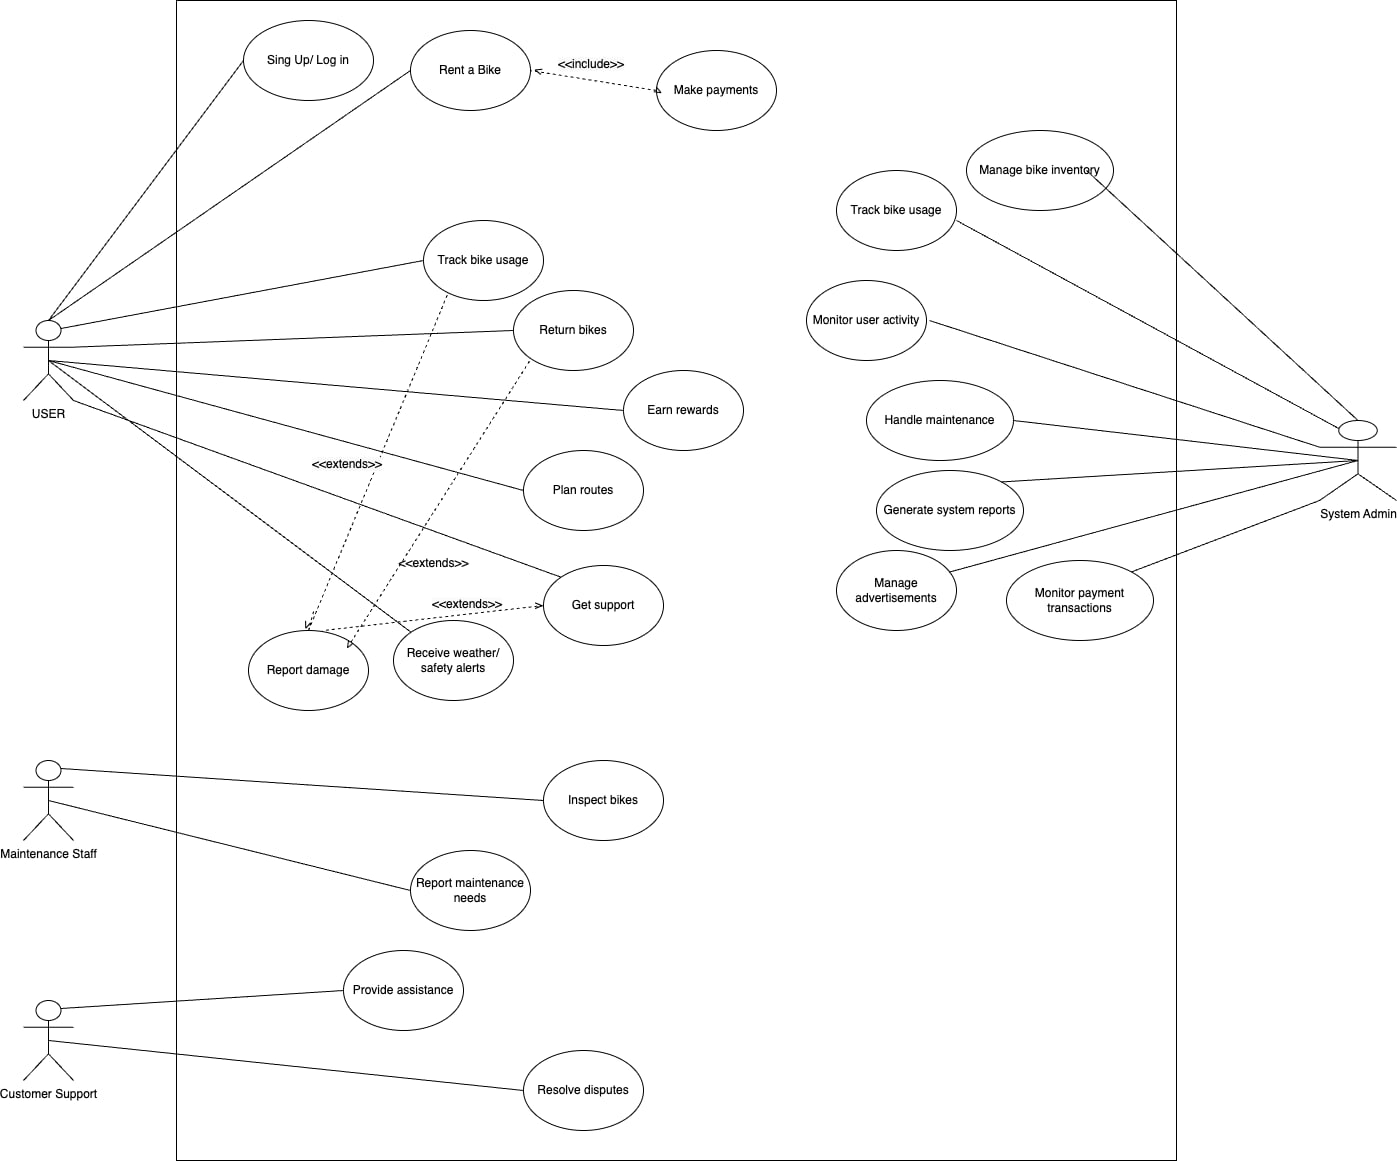 Sing Up/ Log in
Rent a Bike
<<include>>
Make payments
Manage bike inventory
Track bike usage
Track bike usage
Return bikes
Monitor user activity
USER
Earn rewards
Handle maintenance
<<extends>>
Plan routes
Generate system reports
System Admin
<<extends>>
Manage
advertisements
Monitor payment
transactions
<<extends>>
Get support
Report damage
Receive weather/
safety alerts
Inspect bikes
Maintenance Staff
Report maintenance
needs
Provide assistance
Customer Support
Resolve disputes